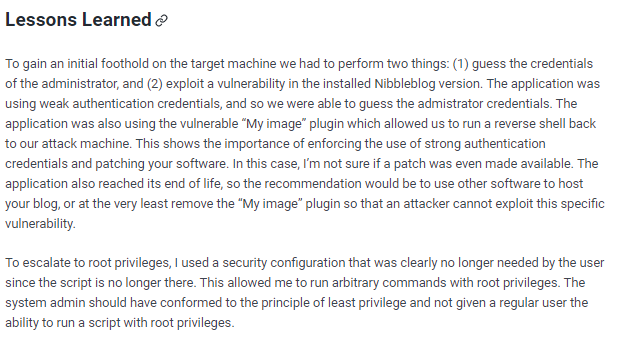 Lessons Learned
To gain an initial foothold on the target machine we had to perform two things: (1) guess the credentials
of the administrator, and (2) exploit a vulnerability in the installed Nibbleblog version. The application was
using weak authentication credentials, and so we were able to guess the admistrator credentials. The
application was also using the vulnerable “My image” plugin which allowed us to run a reverse shell back
to our attack machine. This shows the importance of enforcing the use of strong authentication
credentials and patching your software. In this case, I’m not sure if a patch was even made available. The
application also reached its end of life, so the recommendation would be to use other software to host
your blog, or at the very least remove the “My image” plugin so that an attacker cannot exploit this specific
vulnerability.
To escalate to root privileges, I used a security configuration that was clearly no longer needed by the user
since the script is no longer there. This allowed me to run arbitrary commands with root privileges. The
system admin should have conformed to the principle of least privilege and not given a regular user the
ability to run a script with root privileges.